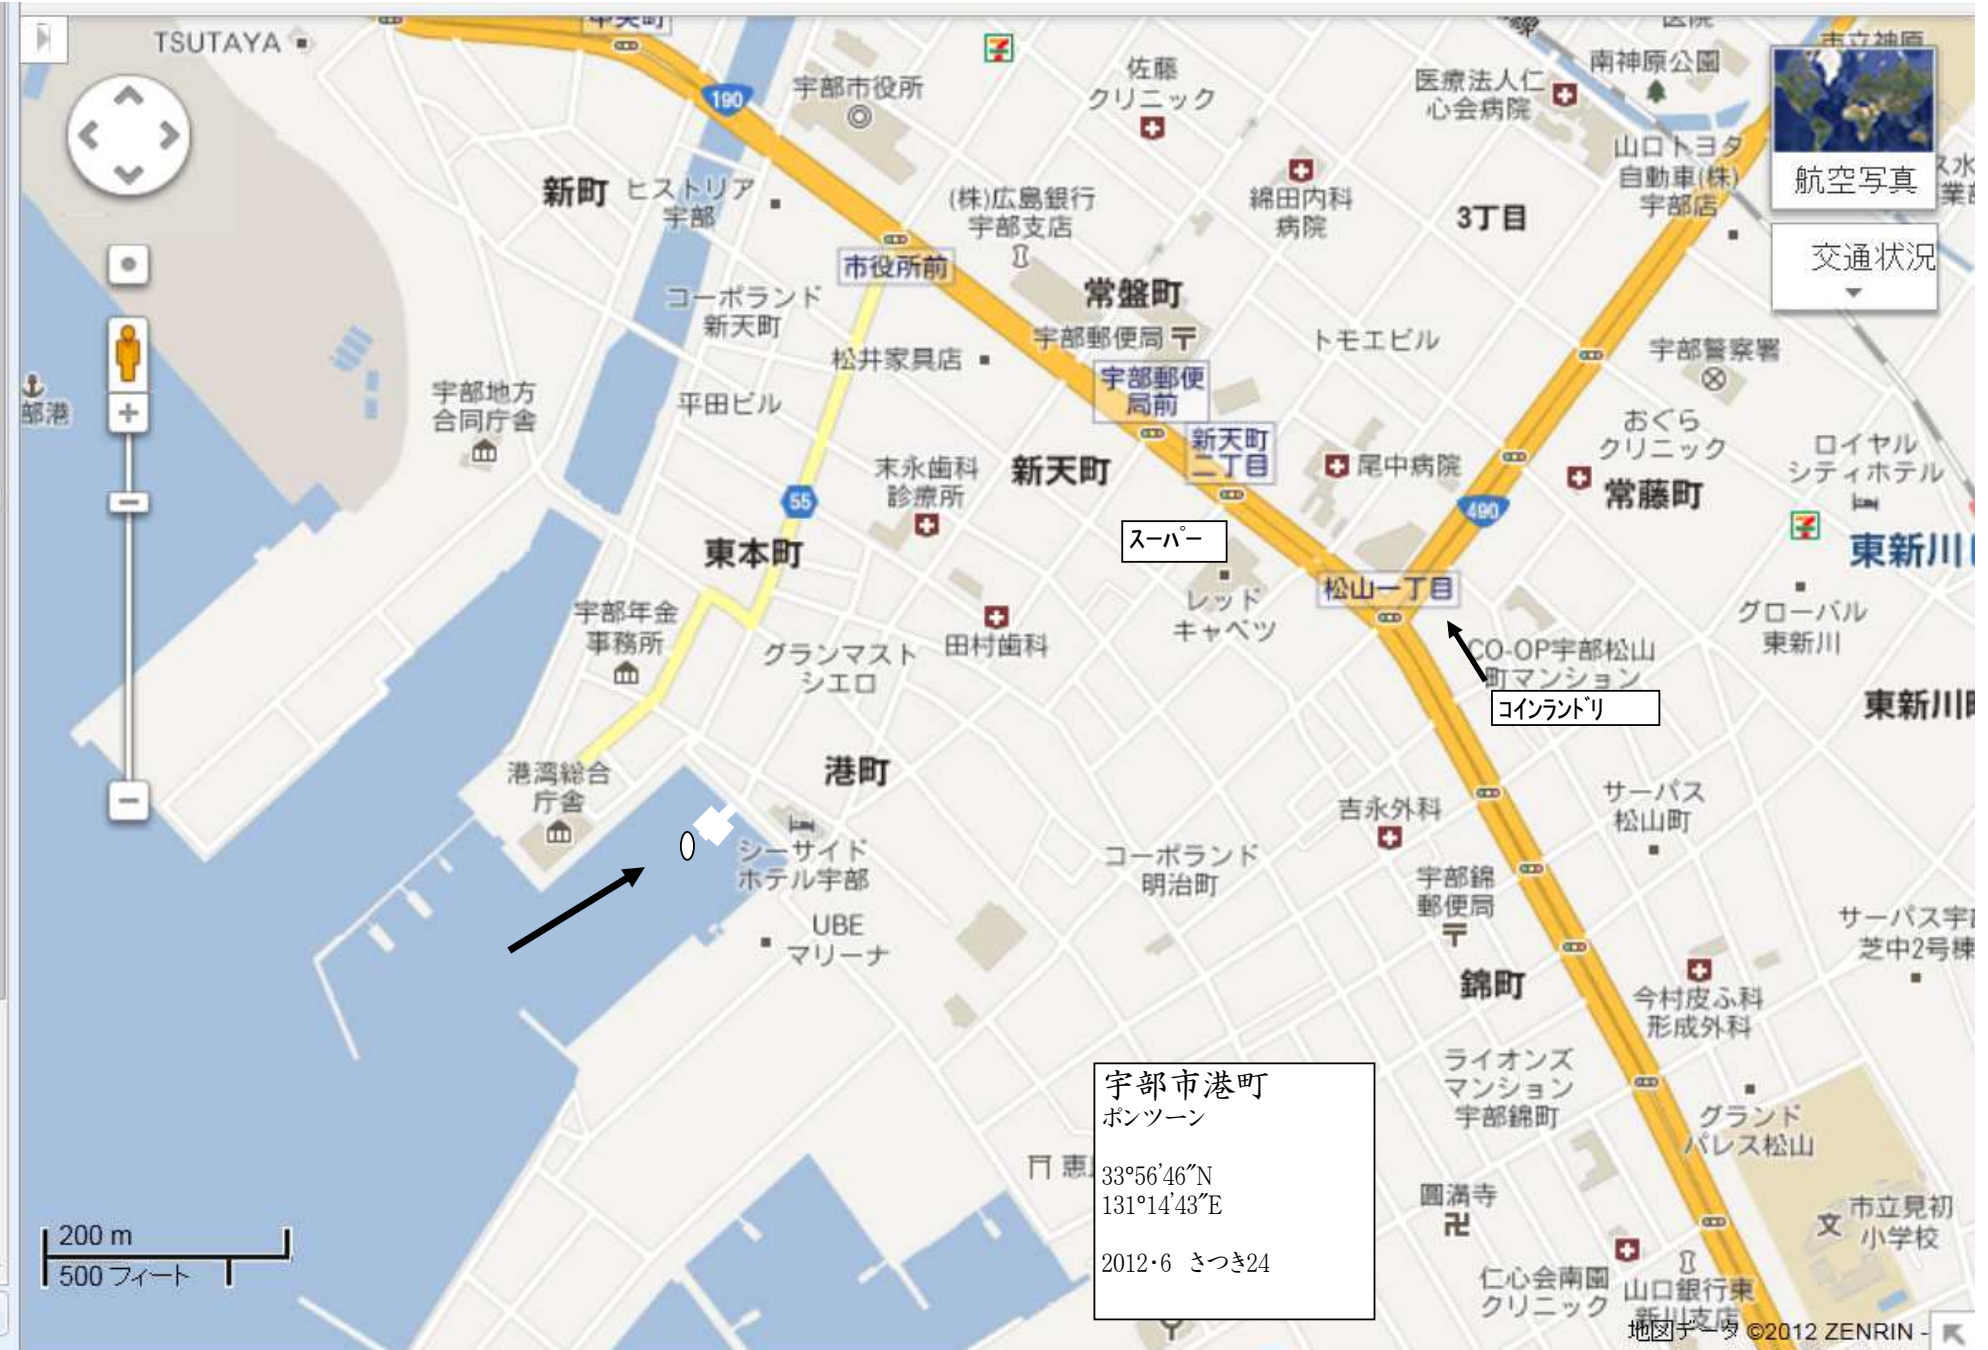 TSUTAYA
190
宇部市役所
佐藤
クリニック
医療法人仁
心会病院
南神原公園
山口トヨタ
自動車(株)
宇部店
航空写真
交通状況
新町
ヒストリア
宇部
(株)広島銀行
宇部支店
綿田内科
病院
3丁目
市役所前
コーポランド
新天町
常盤町
宇部郵便局
トモエビル
宇部警察署
松井家具店
宇部郵便
局前
部港
宇部地方
合同庁舎
平田ビル
新天町
二丁目
おぐら
クリニック
ロイヤル
シティホテル
末永歯科
診療所
新天町
尾中病院
常藤町
55
490
東本町
スーパー
東新川
松山一丁目
レッド
キャベツ
宇部年金
事務所
グランマスト
シエロ
田村歯科
グローバル
東新川
CO-OP宇部松山
町マンション
コインランドリ
東新川町
港湾総合
庁舎
港町
吉永外科
サーパス
松山町
シーサイド
ホテル宇部
コーポランド
明治町
宇部錦
郵便局
UBE
マリーナ
サーパス宇部
芝中2号棟
錦町
今村皮ふ科
形成外科
ライオンズ
マンション
宇部錦町
グランド
パレス松山
宇部市港町
ポンツーン
33°56′46″N
131°14′43″E
2012・6 さつき24
圓満寺
市立見初
小学校
文
200 m
500 フィート
仁心会南園
クリニック
山口銀行東
新川支店
地図データ ©2012 ZENRIN -